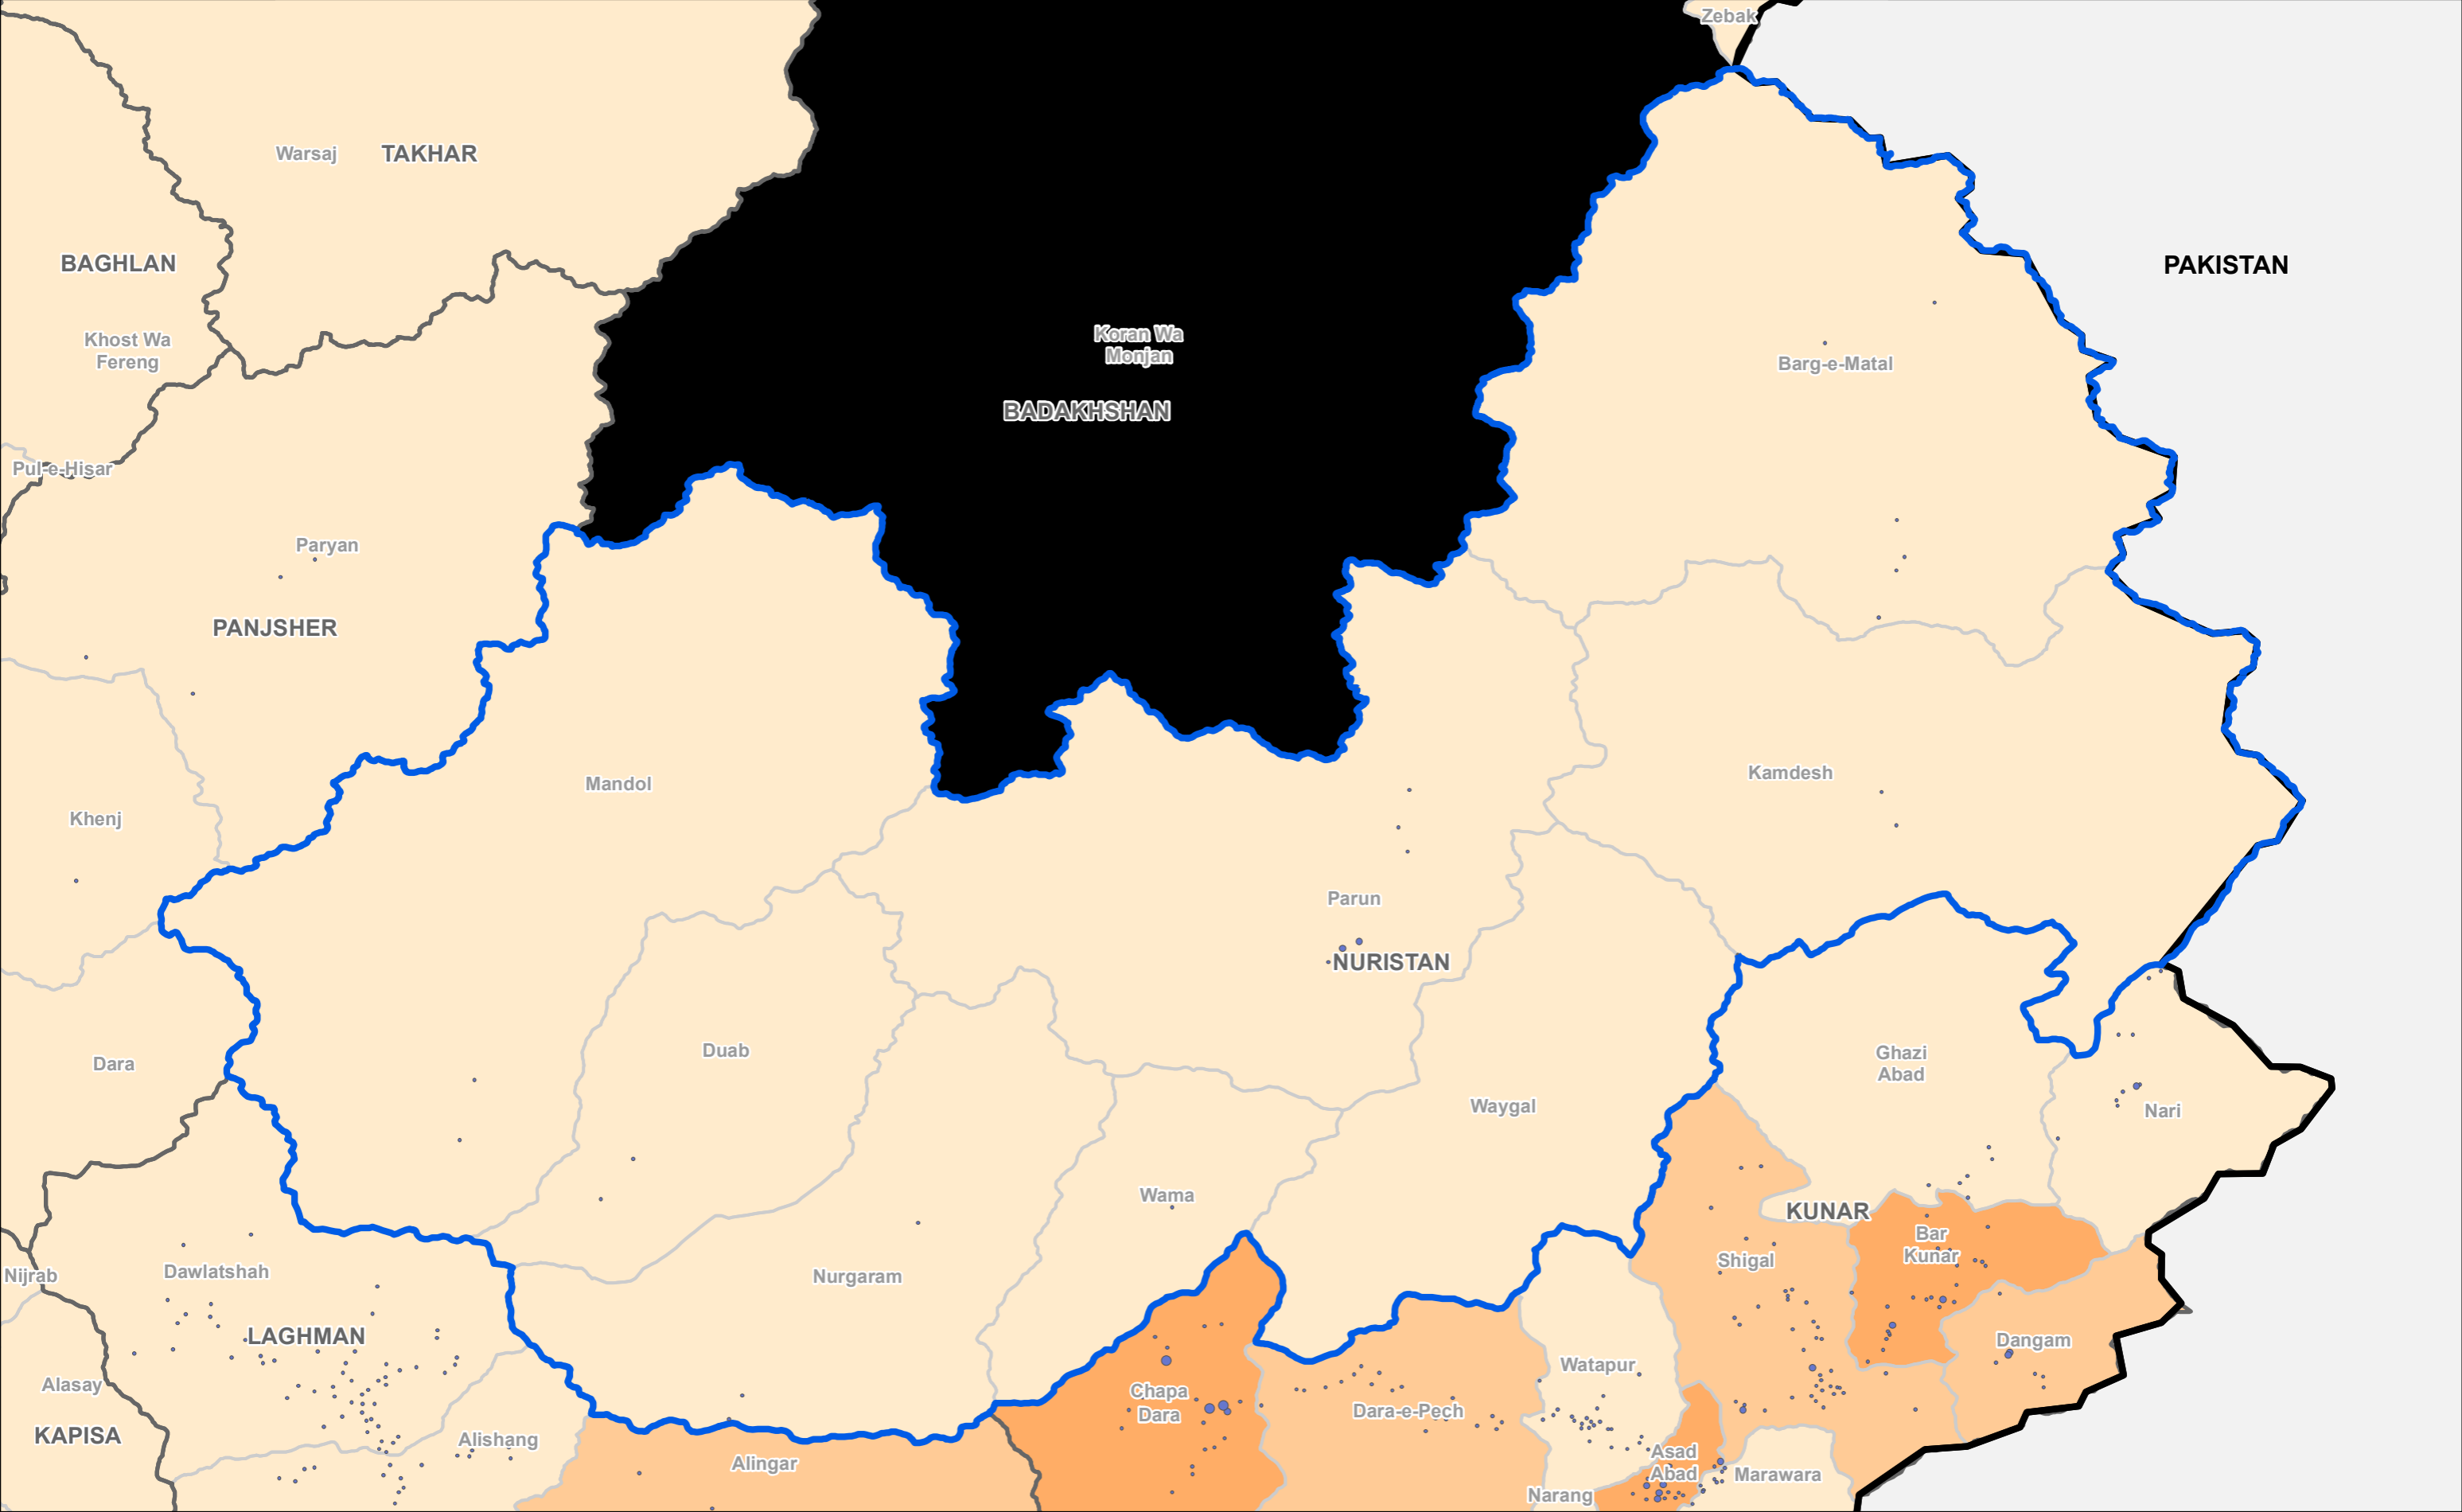 Zebak
Warsaj
TAKHAR
BAGHLAN
PAKISTAN
Khost Wa
Fereng
Koran Wa
Monjan
Barg-e-Matal
BADAKHSHAN
Pul-e-Hisar
Paryan
PANJSHER
Mandol
Kamdesh
Khenj
Parun
NURISTAN
Duab
Dara
Ghazi
Abad
Waygal
Nari
Wama
KUNAR
Bar
Kunar
Shigal
Nijrab
Dawlatshah
Nurgaram
LAGHMAN
Dangam
Watapur
Alasay
Chapa
Dara
Dara-e-Pech
KAPISA
Alishang
Alingar
Asad
Abad
Marawara
Narang